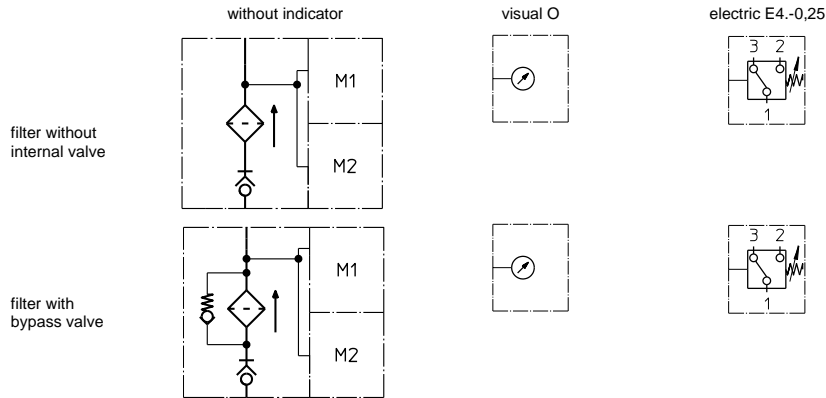 without indicator
visual O
electric E4.-0,25
filter without
internal valve
M1
M2
3 2
1
filter with
bypass valve
M1
M2
3 2
1